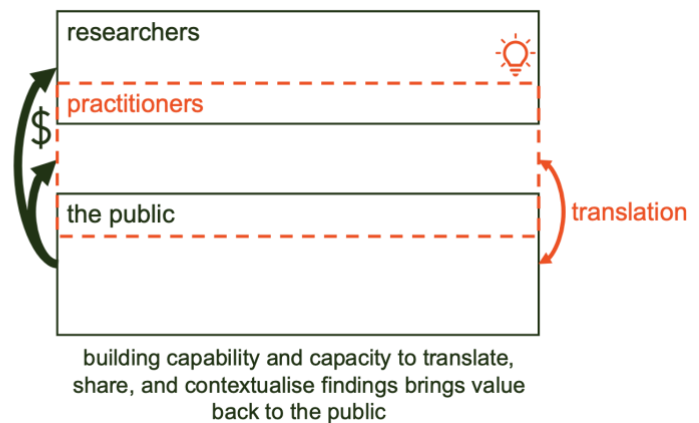 researchers
practitioners
$
the public
translation
building capability and capacity to translate,
share, and contextualise findings brings value
back to the public